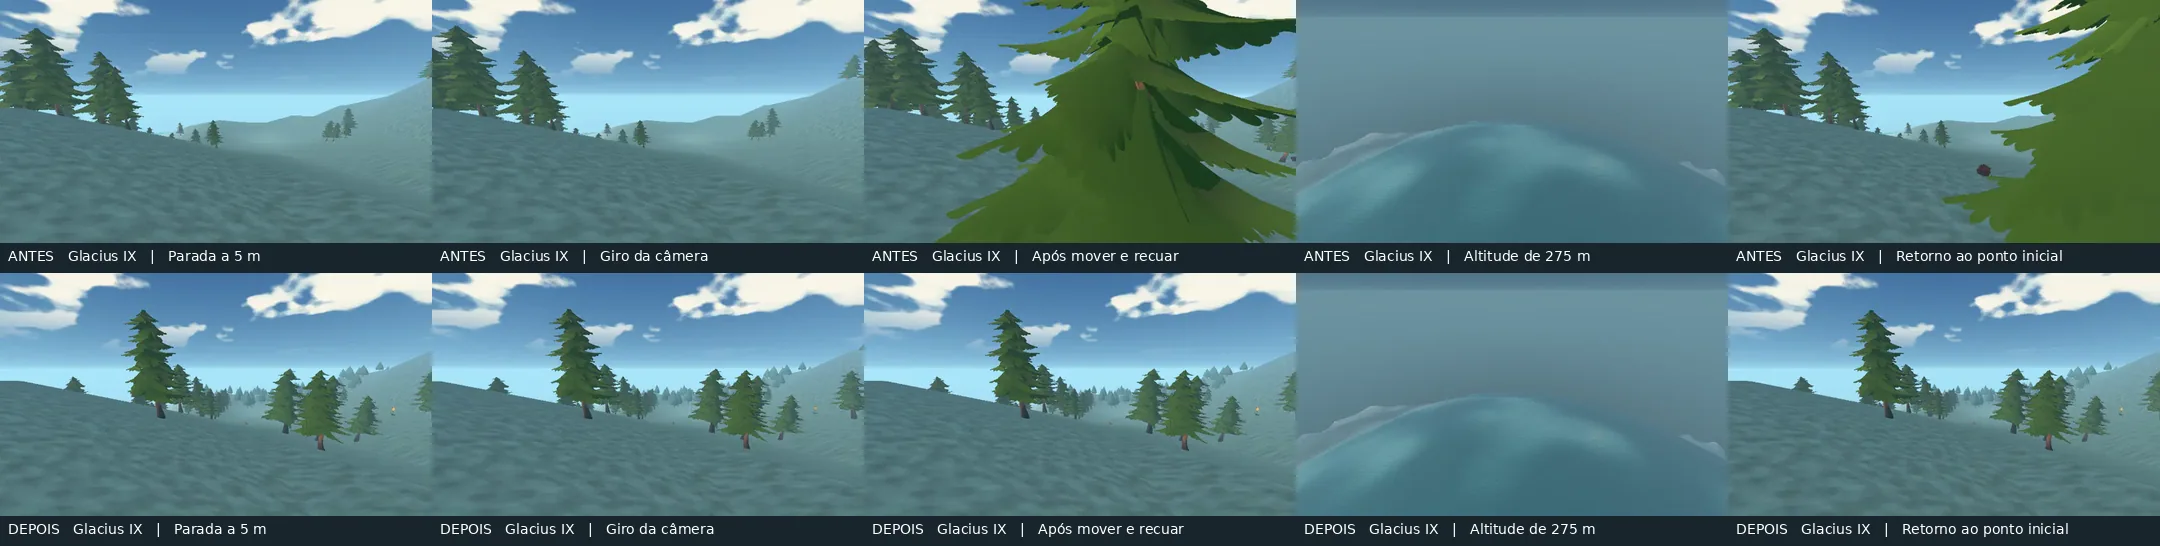 ANTES Glacius IX | Parada a 5 m
ANTES Glacius IX | Giro da câmera
ANTES Glacius IX | Após mover e recuar
ANTES Glacius IX | Altitude de 275 m
ANTES Glacius IX | Retorno ao ponto inicial
DEPOIS Glacius IX | Parada a 5 m
DEPOIS Glacius IX | Giro da câmera
DEPOIS Glacius IX | Após mover e recuar
DEPOIS Glacius IX | Altitude de 275 m
DEPOIS Glacius IX | Retorno ao ponto inicial